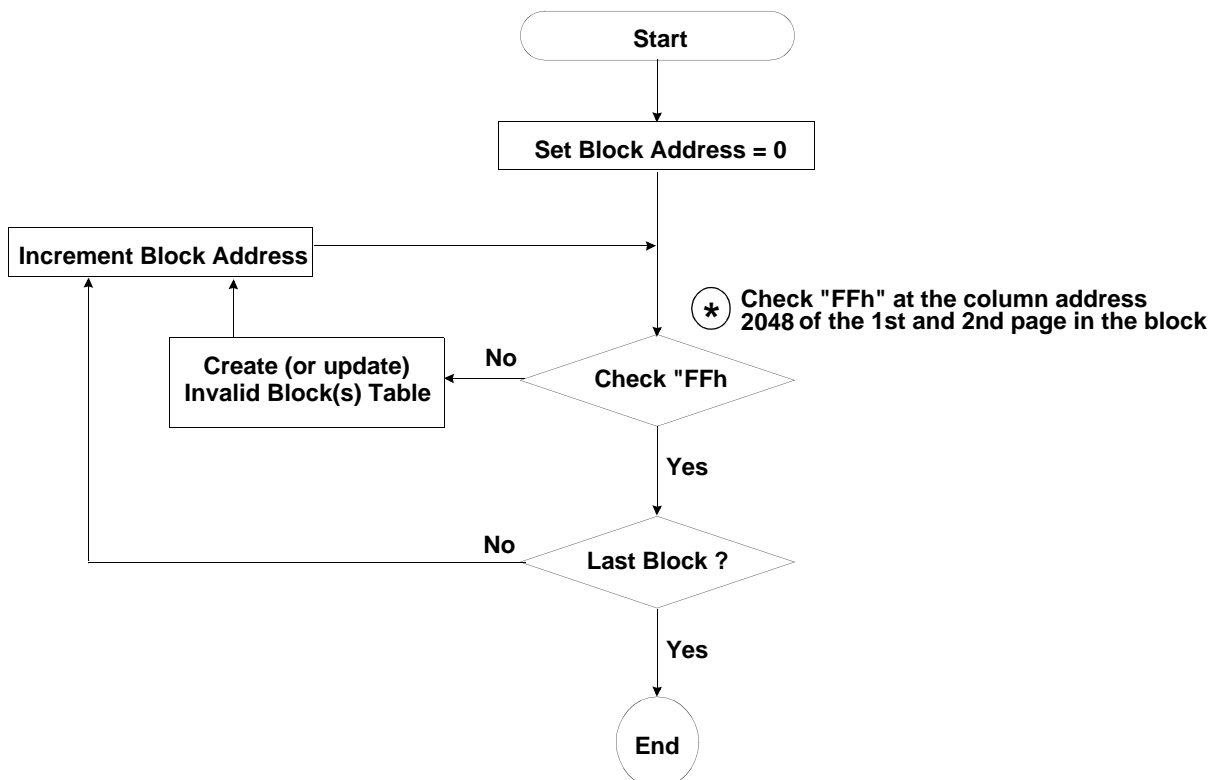 Start
Set Block Address = 0
Increment Block Address
* Check "FFh" at the column address
2048 of the 1st and 2nd page in the block
No
Create (or update)
Invalid Block(s) Table
Check "FFh
Yes
No
Last Block ?
Yes
End